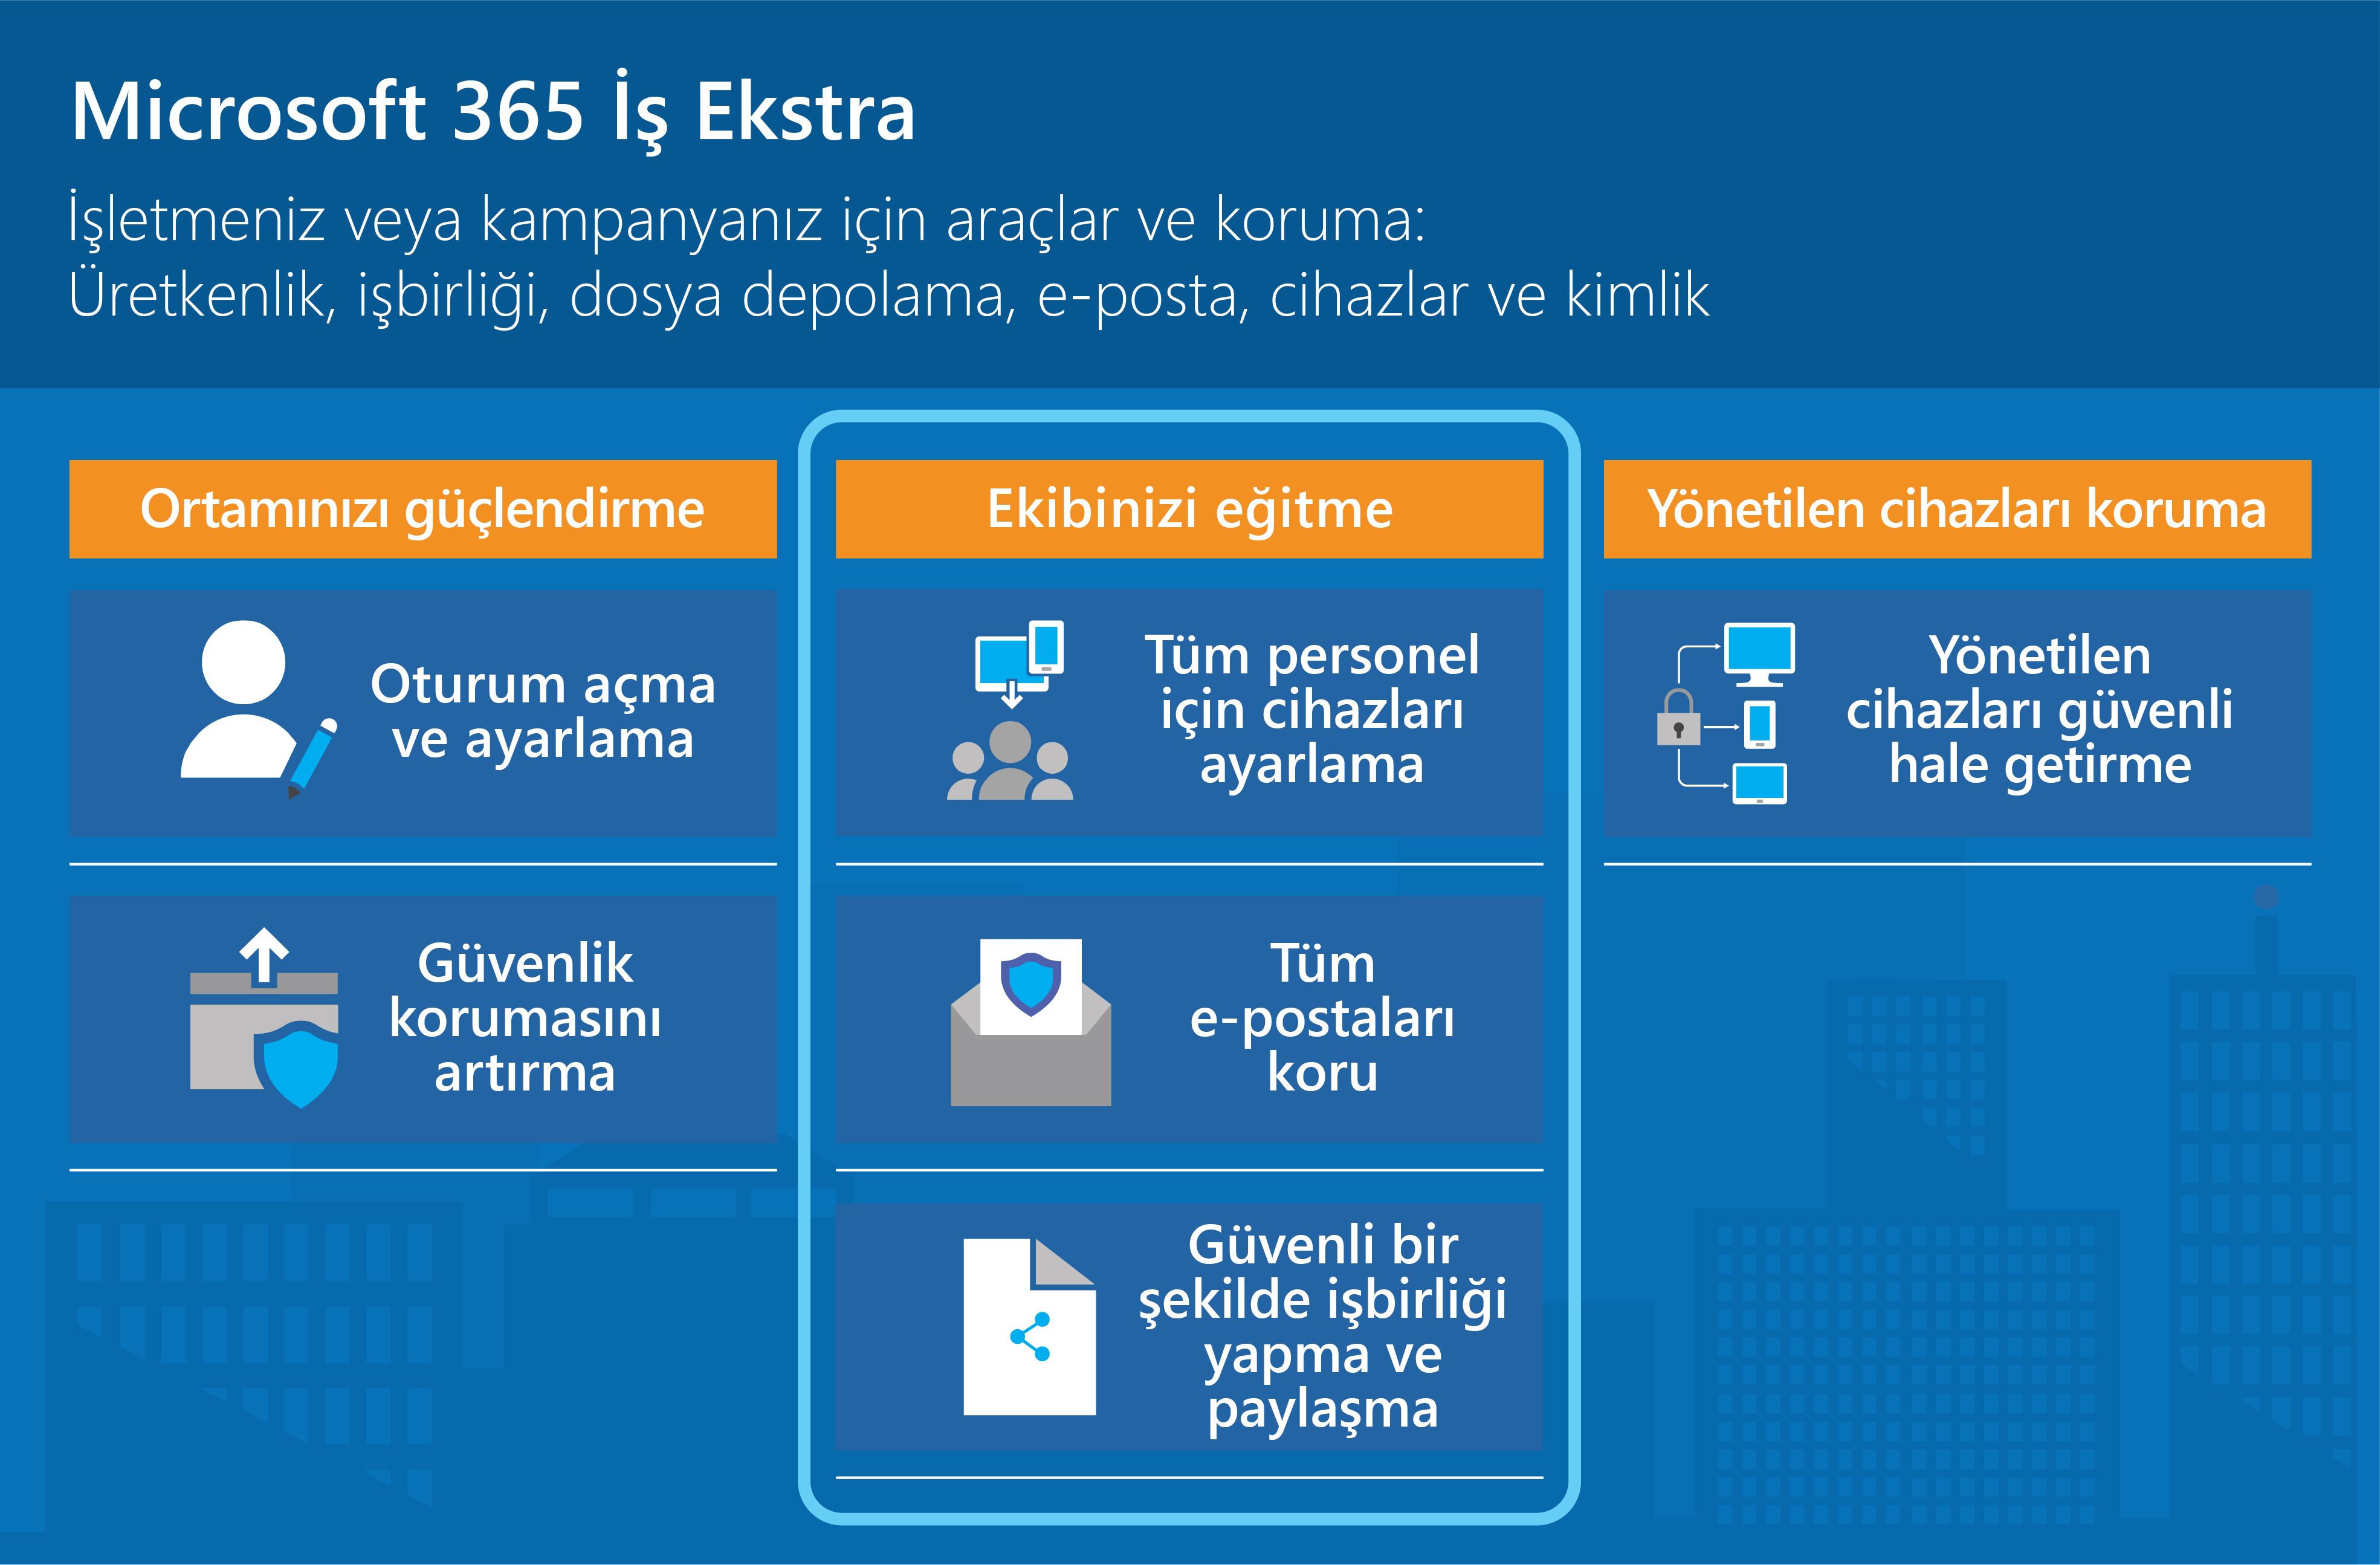 Microsoft 365 İş Ekstra
İşletmeniz veya kampanyanız için araçlar ve koruma:
Üretkenlik, işbirliği, dosya depolama, e-posta, cihazlar ve kimlik
Ortamınızı güçlendirme
Oturum açma
ve ayarlama
Güvenlik
korumasını
artırma
Ekibinizi eğitme
Tüm personel
için cihazları
ayarlama
Tüm
e-postaları
koru
Güvenli bir
şekilde işbirliği
yapma ve
paylaşma
Yönetilen cihazları koruma
Yönetilen
cihazları güvenli
hale getirme